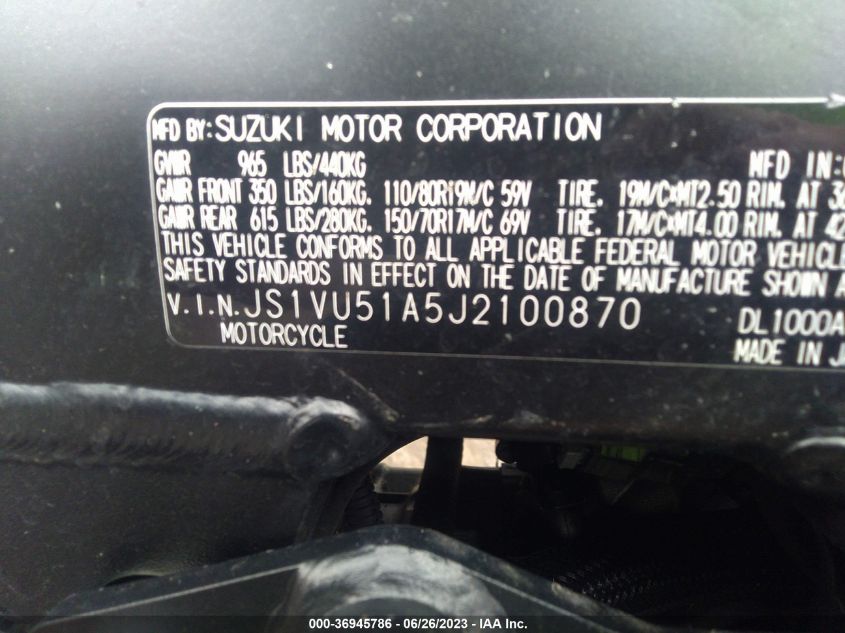 MFD BY: SUZUKI MOTOR CORPORATION
GVWR 965 LBS/440KG MFD IN:
GAWR FRONT 350 LBS/160KG. 110/80R19M/C 59V TIRE. 19M/CXMT2.50 RIM. AT 36
GAWR REAR 615 LBS/280KG. 150/70R17M/C 69V TIRE. 17M/CXMT4.00 RIM. AT 42
THIS VEHICLE CONFORMS TO ALL APPLICABLE FEDERAL MOTOR VEHICLE
SAFETY STANDARDS IN EFFECT ON THE DATE OF MANUFACTURE SHOWN A
V.I.N. JS1VU51A5J2100870 DL1000A
MOTORCYCLE MADE IN J
000-36945786 - 06/26/2023 - IAA Inc.